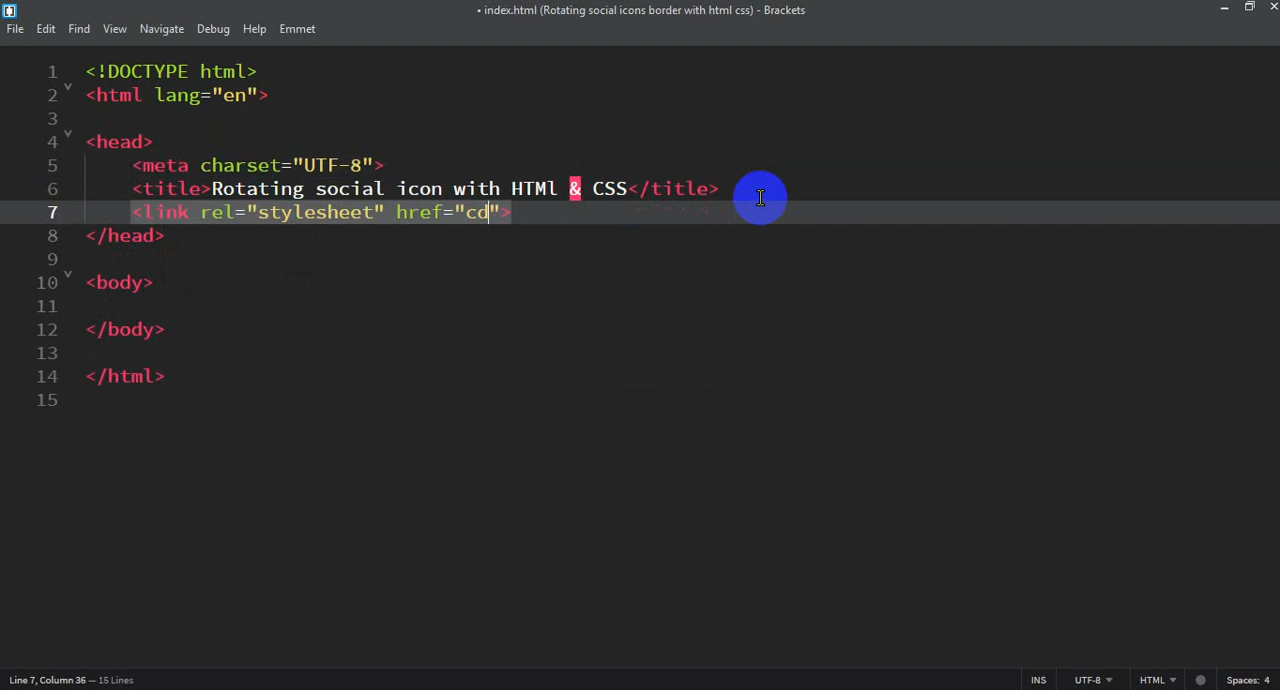 • index.html (Rotating social icons border with html css) - Brackets
File Edit Find View Navigate Debug Help Emmet
1 <!DOCTYPE html>
2 <html lang="en">
3
4 <head>
5 <meta charset="UTF-8">
6 <title>Rotating social icon with HTMl & CSS</title>
7 <link rel="stylesheet" href="cd">
8 </head>
9
10 <body>
11
12 </body>
13
14 </html>
15
Line 7, Column 36 — 15 Lines INS UTF-8 HTML Spaces: 4